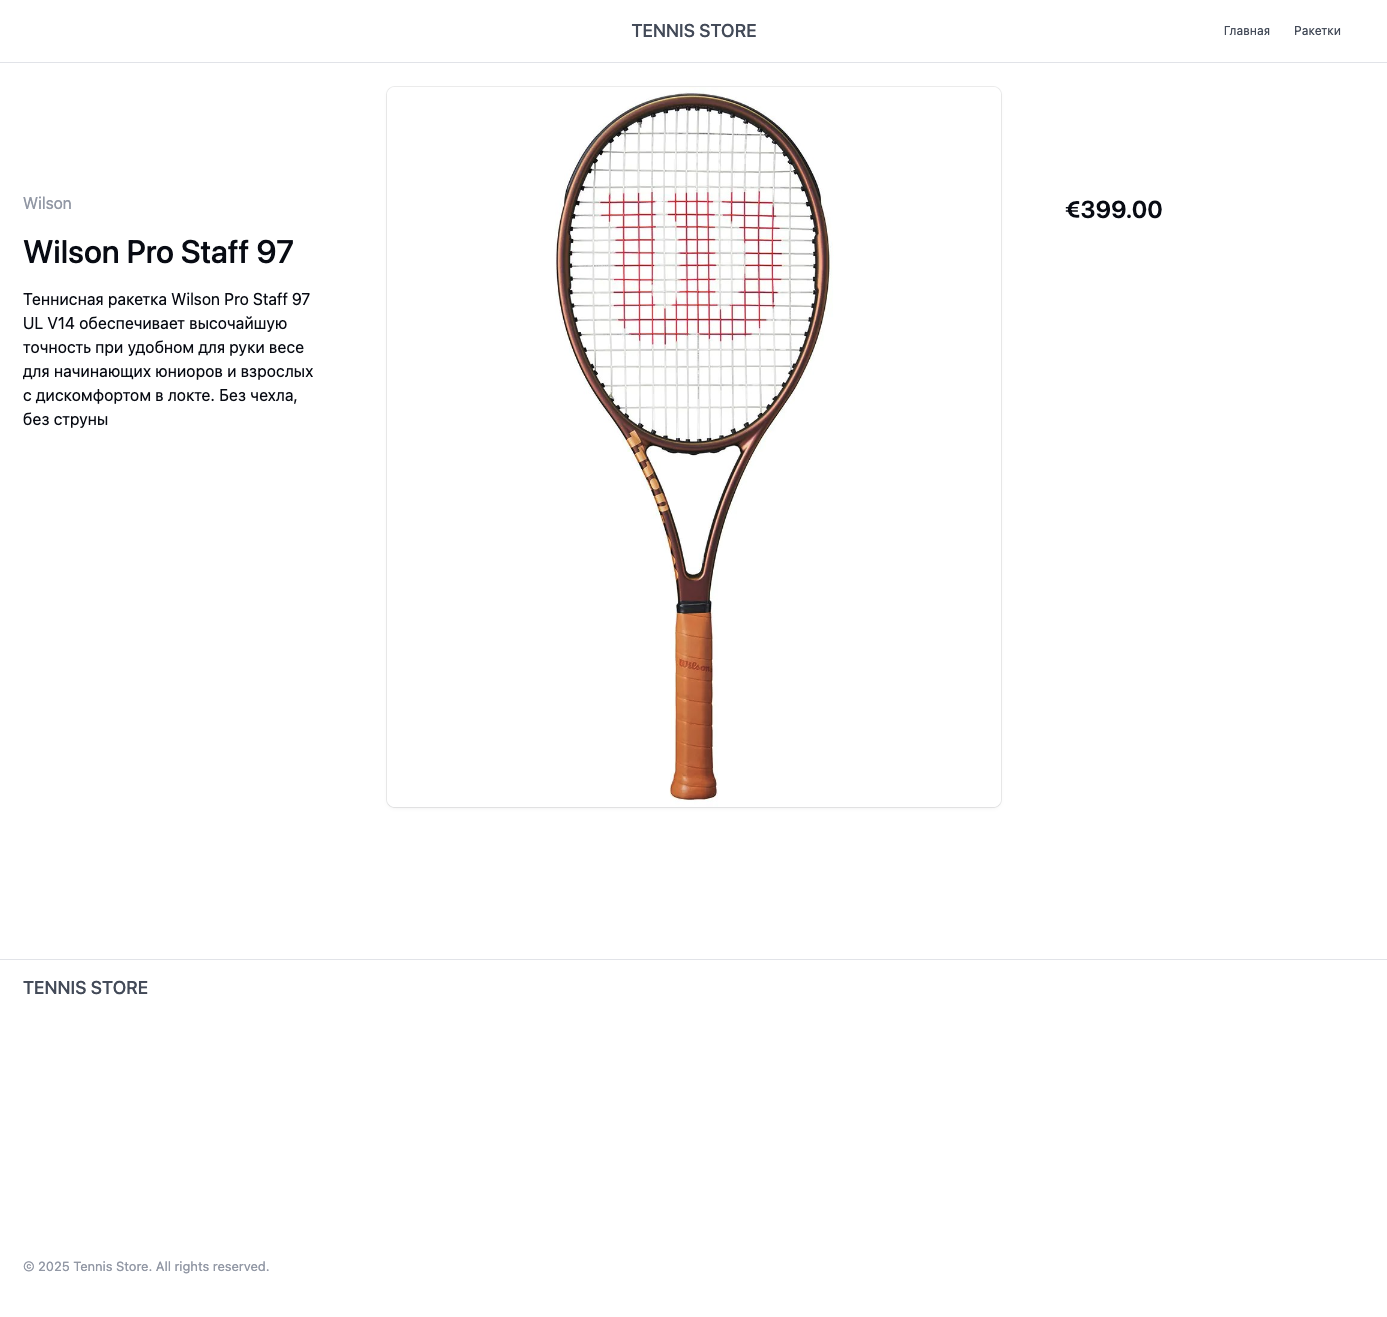 TENNIS STORE
Главная
Ракетки
Wilson
Wilson Pro Staff 97
Теннисная ракетка Wilson Pro Staff 97
UL V14 обеспечивает высочайшую
точность при удобном для руки весе
для начинающих юниоров и взрослых
с дискомфортом в локте. Без чехла,
без струны
Wilson
€399.00
TENNIS STORE
© 2025 Tennis Store. All rights reserved.